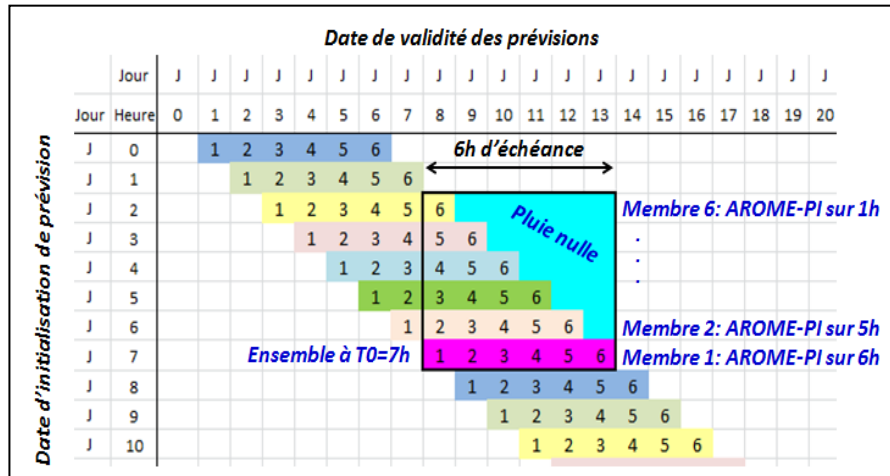 Date de validité des prévisions
Jour J J J J J J J J J J J J J J J J J J J J J
Jour Heure 0 1 2 3 4 5 6 7 8 9 10 11 12 13 14 15 16 17 18 19 20
J 0 1 2 3 4 5 6 6h d'échéance
J 1 1 2 3 4 5 6
J 2 1 2 3 4 5 6 Membre 6: AROME-PI sur 1h
Pluie nulle
J 3 1 2 3 4 5 6 .
J 4 1 2 3 4 5 6 :
J 5 1 2 3 4 5 6
J 6 1 2 3 4 5 6 Membre 2: AROME-PI sur 5h
J 7 Ensemble à T0=7h 1 2 3 4 5 6 Membre 1: AROME-PI sur 6h
J 8 1 2 3 4 5 6
J 9 1 2 3 4 5 6
J 10 1 2 3 4 5 6
Date d'initialisation de prévision